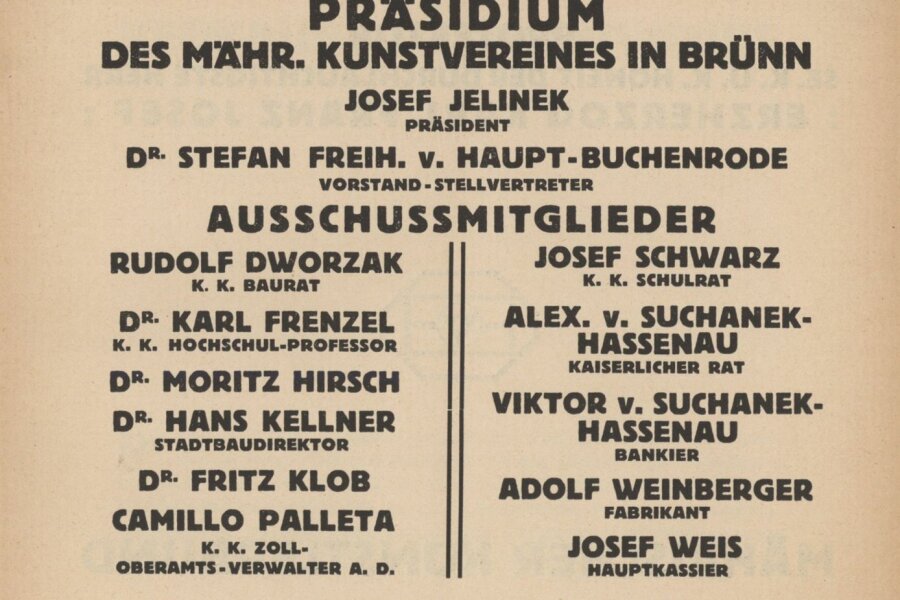 PRÄSIDIUM
DES MÄHR. KUNSTVEREINES IN BRÜNN
JOSEF JELINEK
PRÄSIDENT
DR. STEFAN FREIH. v. HAUPT-BUCHENRODE
VORSTAND-STELLVERTRETER
AUSSCHUSSMITGLIEDER
RUDOLF DWORZAK
K. K. BAURAT
DR. KARL FRENZEL
K. K. HOCHSCHUL-PROFESSOR
DR. MORITZ HIRSCH
DR. HANS KELLNER
STADTBAUDIREKTOR
DR. FRITZ KLOB
CAMILLO PALLETA
K. K. ZOLL-
OBERAMTS-VERWALTER A. D.
JOSEF SCHWARZ
K. K. SCHULRAT
ALEX. v. SUCHANEK-
HASSENAU
KAISERLICHER RAT
VIKTOR v. SUCHANEK-
HASSENAU
BANKIER
ADOLF WEINBERGER
FABRIKANT
JOSEF WEIS
HAUPTKASSIER